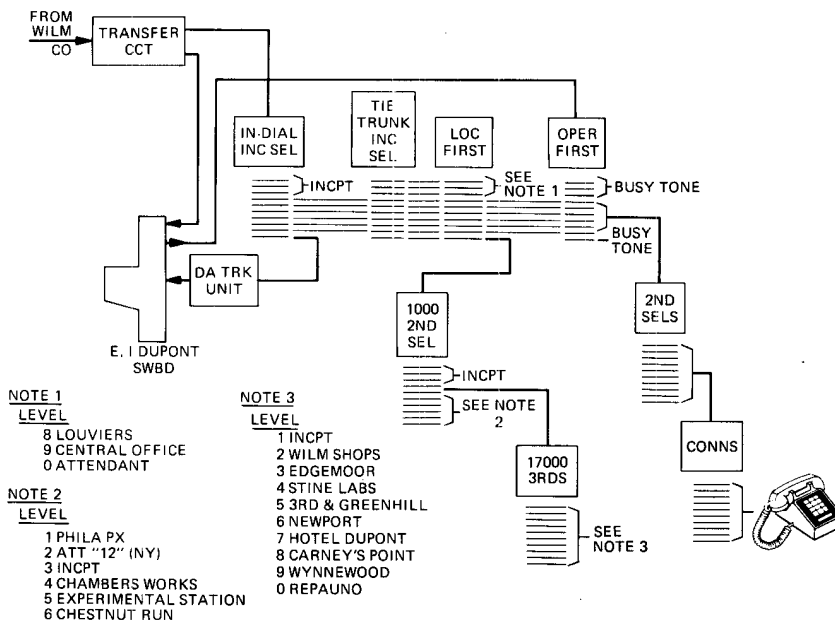 FROM
WILM
CO
TRANSFER
CCT
IN-DIAL
INC SEL
TIE
TRUNK
INC
SEL
LOC
FIRST
OPER
FIRST
INCPT
SEE
NOTE 1
BUSY TONE
BUSY
TONE
DA TRK
UNIT
E. I DUPONT
SWBD
1000
2ND
SEL
2ND
SELS
INCPT
SEE NOTE
2
17000
3RDS
CONNS
SEE
NOTE 3
NOTE 1
LEVEL
8 LOUVIERS
9 CENTRAL OFFICE
0 ATTENDANT
NOTE 2
LEVEL
1 PHILA PX
2 ATT "12" (NY)
3 INCPT
4 CHAMBERS WORKS
5 EXPERIMENTAL STATION
6 CHESTNUT RUN
NOTE 3
LEVEL
1 INCPT
2 WILM SHOPS
3 EDGEMOOR
4 STINE LABS
5 3RD & GREENHILL
6 NEWPORT
7 HOTEL DUPONT
8 CARNEY'S POINT
9 WYNNEWOOD
0 REPAUNO